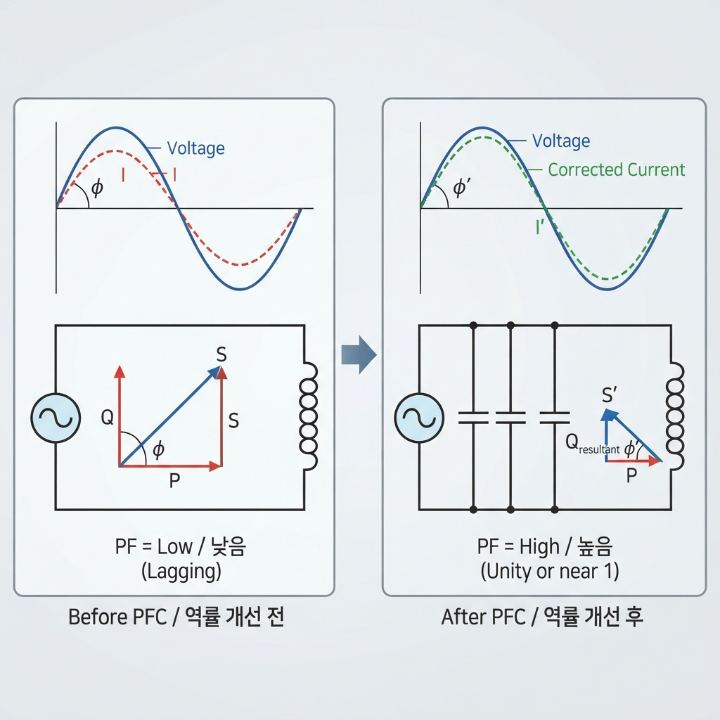 Voltage
I
I
ϕ
S
Q
S
ϕ
P
PF = Low / 낮음
(Lagging)
Before PFC / 역률 개선 전
Voltage
Corrected Current
ϕ′
I′
S′
Qresultant ϕ′
P
PF = High / 높음
(Unity or near 1)
After PFC / 역률 개선 후